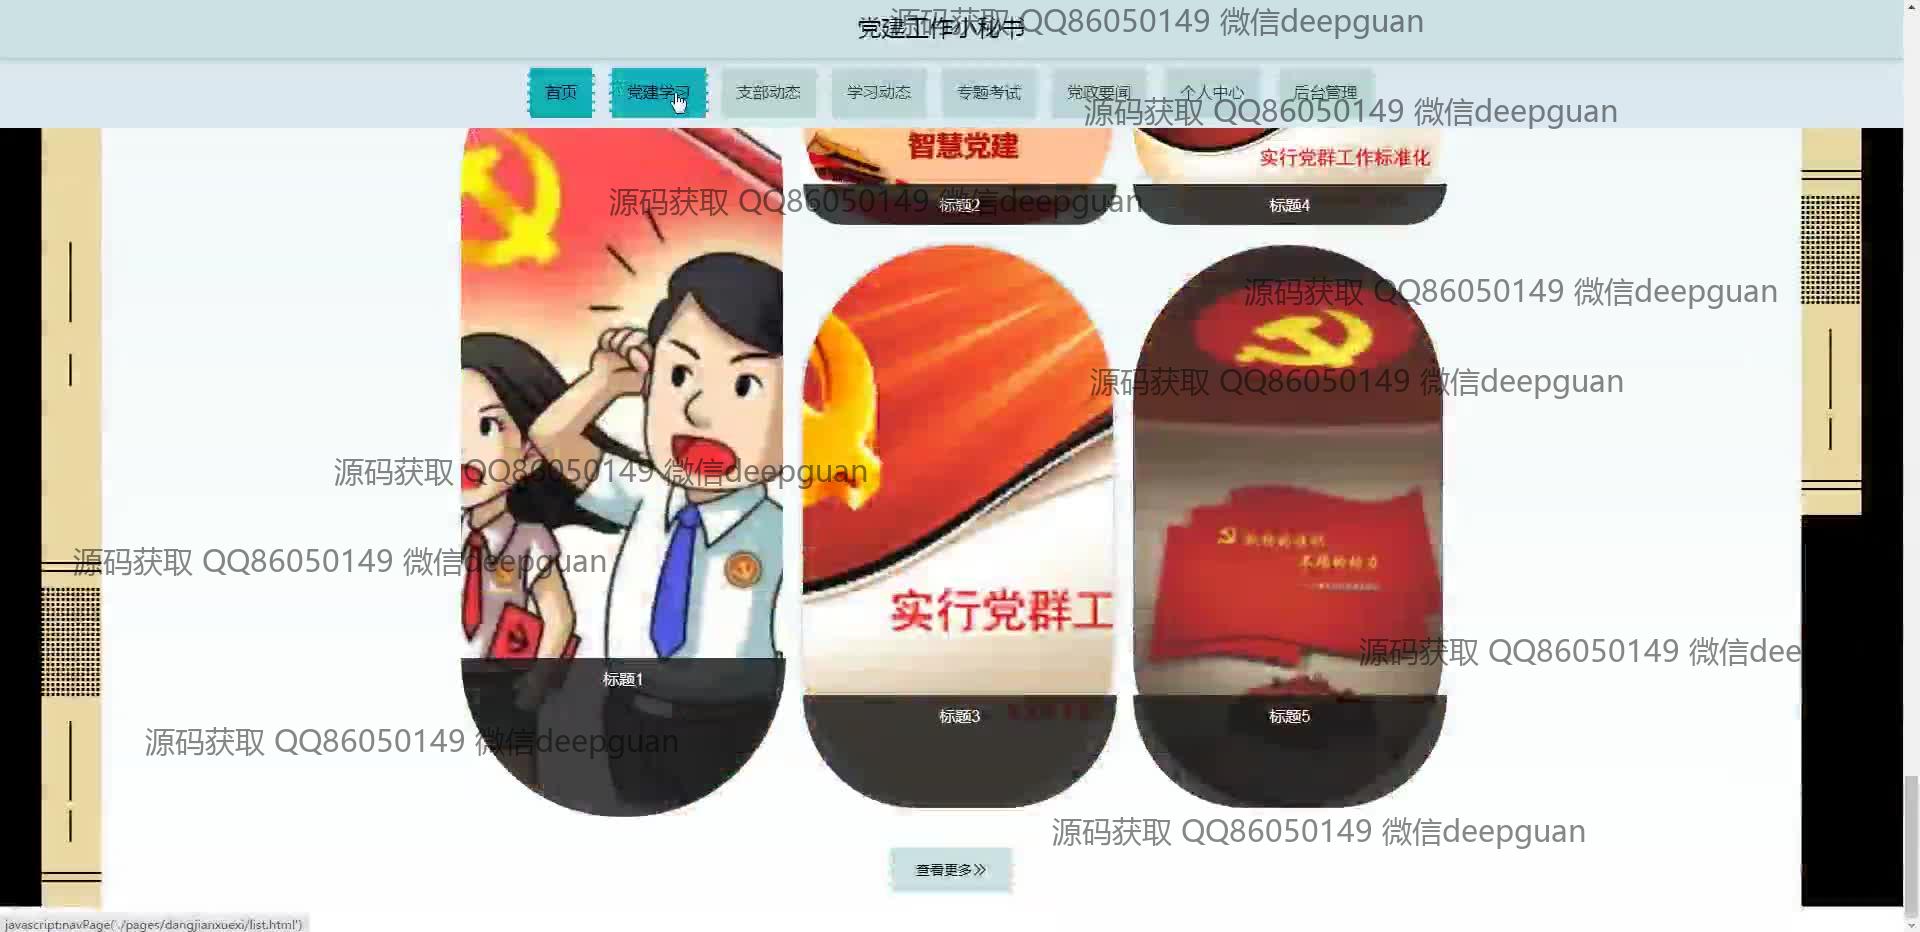 党建工作小秘书
源码获取 QQ86050149 微信deepguan
首页 党建学习 支部动态 学习动态 专题考试 党政要闻 个人中心 后台管理
源码获取 QQ86050149 微信deepguan
智慧党建
实行党群工作标准化
源码获取 QQ86050149 微信deepguan
标题2
标题4
源码获取 QQ86050149 微信deepguan
源码获取 QQ86050149 微信deepguan
源码获取 QQ86050149 微信deepguan
源码获取 QQ86050149 微信deepguan
实行党群工
源码获取 QQ86050149 微信dee
标题1
标题3
标题5
源码获取 QQ86050149 微信deepguan
源码获取 QQ86050149 微信deepguan
查看更多
javascript:navPage('./pages/dangjianxuexi/list.html')